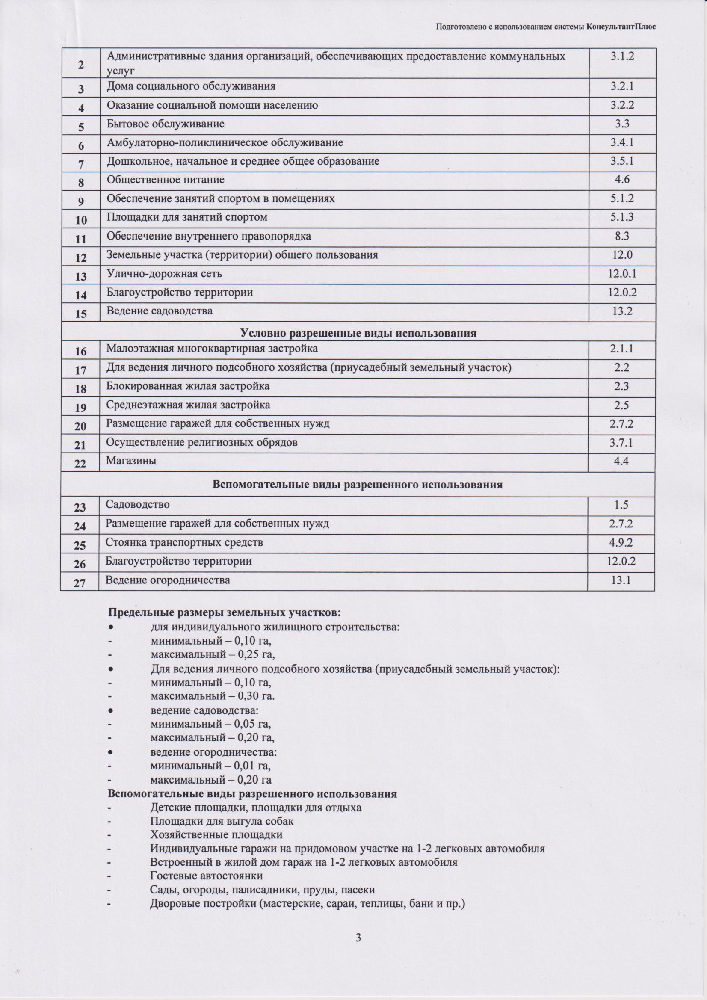 Подготовлено с использованием системы КонсультантПлюс
2 Административные здания организаций, обеспечивающих предоставление коммунальных 3.1.2
услуг
3 Дома социального обслуживания 3.2.1
4 Оказание социальной помощи населению 3.2.2
5 Бытовое обслуживание 3.3
6 Амбулаторно-поликлиническое обслуживание 3.4.1
7 Дошкольное, начальное и среднее общее образование 3.5.1
8 Общественное питание 4.6
9 Обеспечение занятий спортом в помещениях 5.1.2
10 Площадки для занятий спортом 5.1.3
11 Обеспечение внутреннего правопорядка 8.3
12 Земельные участка (территории) общего пользования 12.0
13 Улично-дорожная сеть 12.0.1
14 Благоустройство территории 12.0.2
15 Ведение садоводства 13.2
Условно разрешенные виды использования
16 Малоэтажная многоквартирная застройка 2.1.1
17 Для ведения личного подсобного хозяйства (приусадебный земельный участок) 2.2
18 Блокированная жилая застройка 2.3
19 Среднеэтажная жилая застройка 2.5
20 Размещение гаражей для собственных нужд 2.7.2
21 Осуществление религиозных обрядов 3.7.1
22 Магазины 4.4
Вспомогательные виды разрешенного использования
23 Садоводство 1.5
24 Размещение гаражей для собственных нужд 2.7.2
25 Стоянка транспортных средств 4.9.2
26 Благоустройство территории 12.0.2
27 Ведение огородничества 13.1
Предельные размеры земельных участков:
• для индивидуального жилищного строительства:
- минимальный – 0,10 га,
- максимальный – 0,25 га,
• Для ведения личного подсобного хозяйства (приусадебный земельный участок):
- минимальный – 0,10 га,
- максимальный – 0,30 га.
• ведение садоводства:
- минимальный – 0,05 га,
- максимальный – 0,20 га,
• ведение огородничества:
- минимальный – 0,01 га,
- максимальный – 0,20 га
Вспомогательные виды разрешенного использования
- Детские площадки, площадки для отдыха
- Площадки для выгула собак
- Хозяйственные площадки
- Индивидуальные гаражи на придомовом участке на 1-2 легковых автомобиля
- Встроенный в жилой дом гараж на 1-2 легковых автомобиля
- Гостевые автостоянки
- Сады, огороды, палисадники, пруды, пасеки
- Дворовые постройки (мастерские, сараи, теплицы, бани и пр.)
3